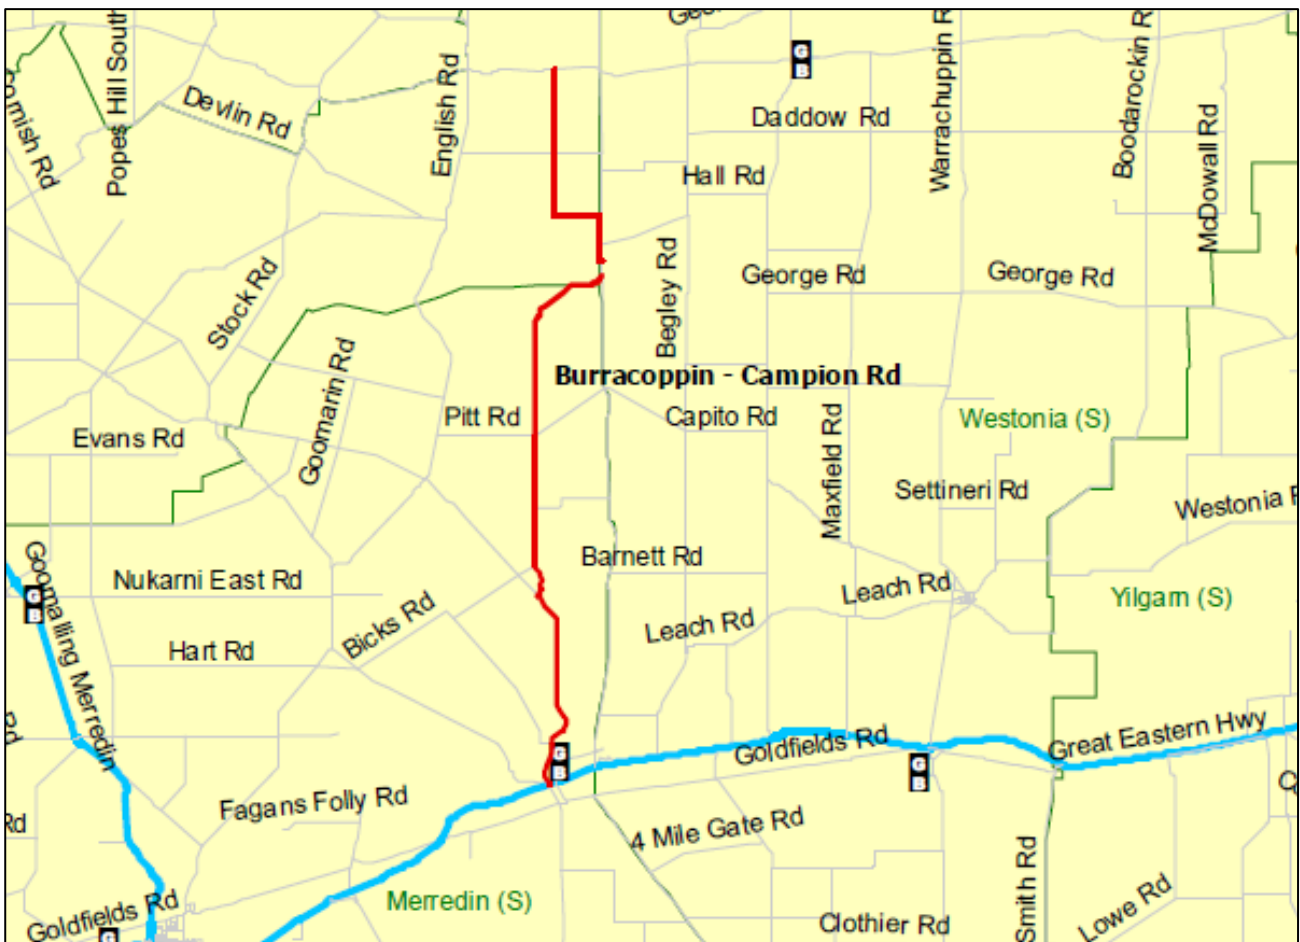 Geor
Cornish Rd
Popes Hill South
Devlin Rd
English Rd
G
B
Daddow Rd
Warrachuppin R
Boodarockin R
McDowall Rd
Hall Rd
Stock Rd
Begley Rd
George Rd
George Rd
Goomarin Rd
Burracoppin - Campion Rd
Evans Rd
Pitt Rd
Capito Rd
Maxfield Rd
Westonia (S)
Settineri Rd
Westonia R
Goomalling Merredin
G
B
Nukarni East Rd
Barnett Rd
Leach Rd
Yilgarn (S)
Bicks Rd
Hart Rd
Leach Rd
Rd
G
B
Goldfields Rd
G
B
Great Eastern Hwy
Fagans Folly Rd
Rd
4 Mile Gate Rd
Smith Rd
Goldfields Rd
G
Merredin (S)
Clothier Rd
Lowe Rd